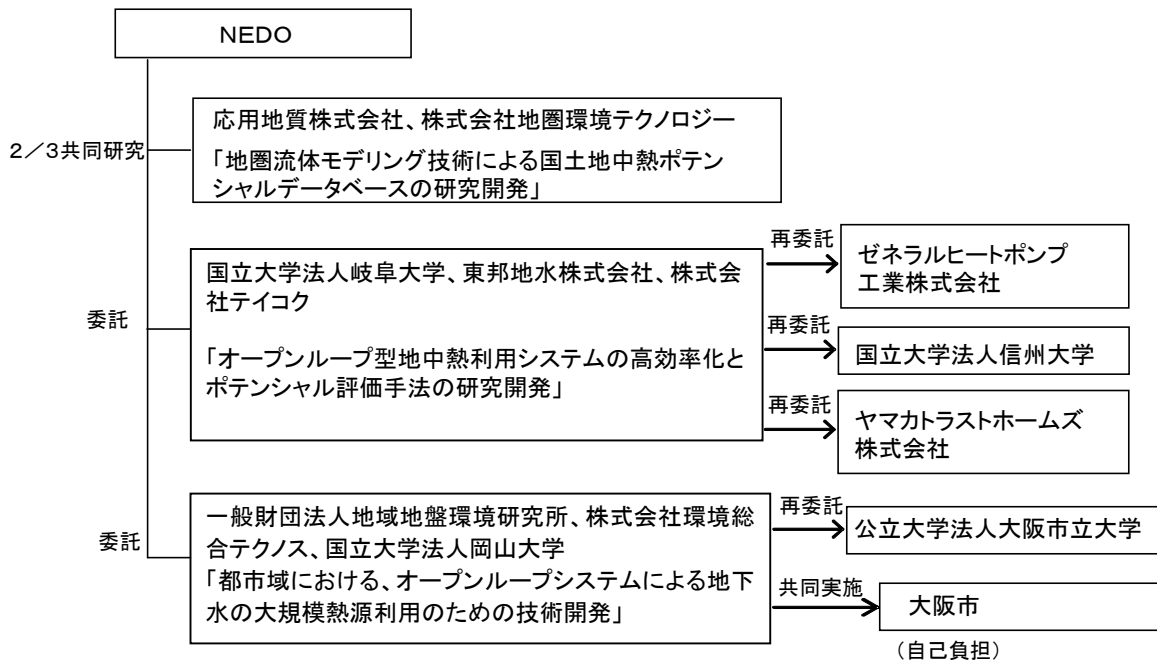 NEDO
2/3共同研究
応用地質株式会社、株式会社地圏環境テクノロジー
「地圏流体モデリング技術による国土地中熱ポテン
シャルデータベースの研究開発」
委託
国立大学法人岐阜大学、東邦地水株式会社、株式会
社テイコク
「オープンループ型地中熱利用システムの高効率化と
ポテンシャル評価手法の研究開発」
再委託
ゼネラルヒートポンプ
工業株式会社
再委託
国立大学法人信州大学
再委託
ヤマカトラストホームズ
株式会社
委託
一般財団法人地域地盤環境研究所、株式会社環境総
合テクノス、国立大学法人岡山大学
「都市域における、オープンループシステムによる地下
水の大規模熱源利用のための技術開発」
再委託
公立大学法人大阪市立大学
共同実施
大阪市
(自己負担)